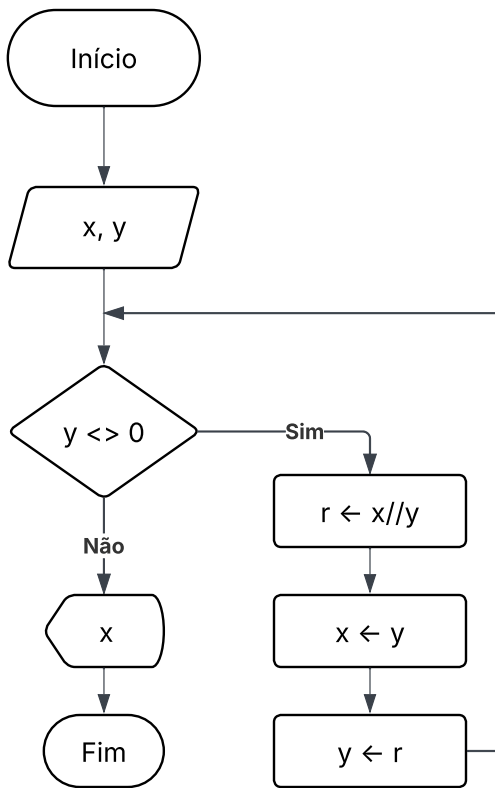 Início
x, y
y <> 0
Sim
r ← x//y
Não
x
x ← y
Fim
y ← r